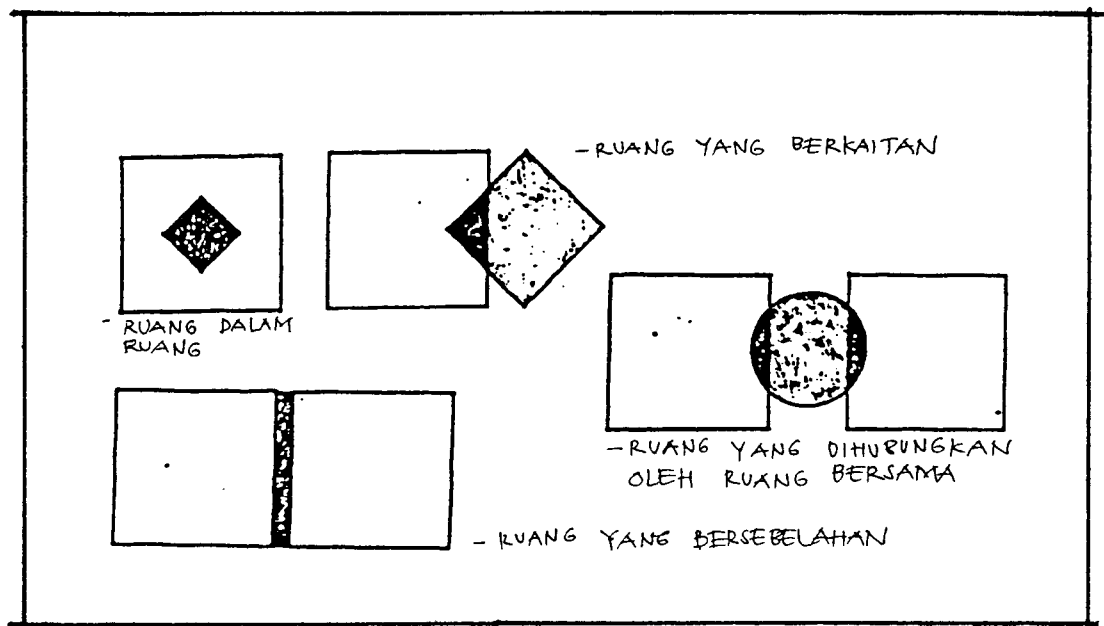 - RUANG YANG BERKAITAN
- RUANG DALAM
RUANG
- RUANG YANG DIHUBUNGKAN
OLEH RUANG BERSAMA
- RUANG YANG BERSEBELAHAN